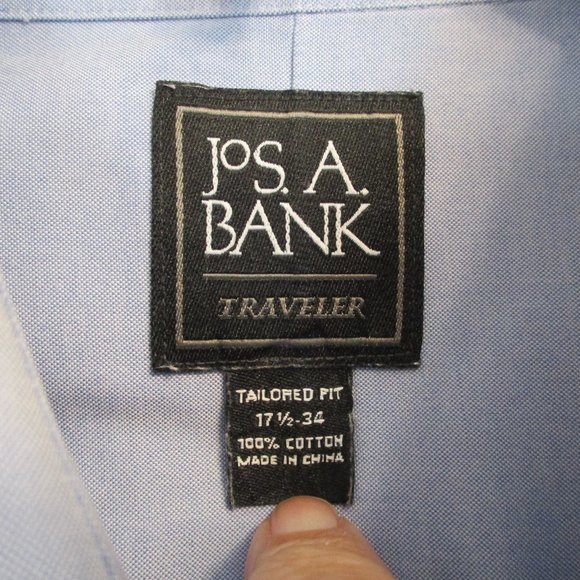 JOS. A.
BANK
TRAVELER
TAILORED FIT
17 ½-34
100% COTTON
MADE IN CHINA